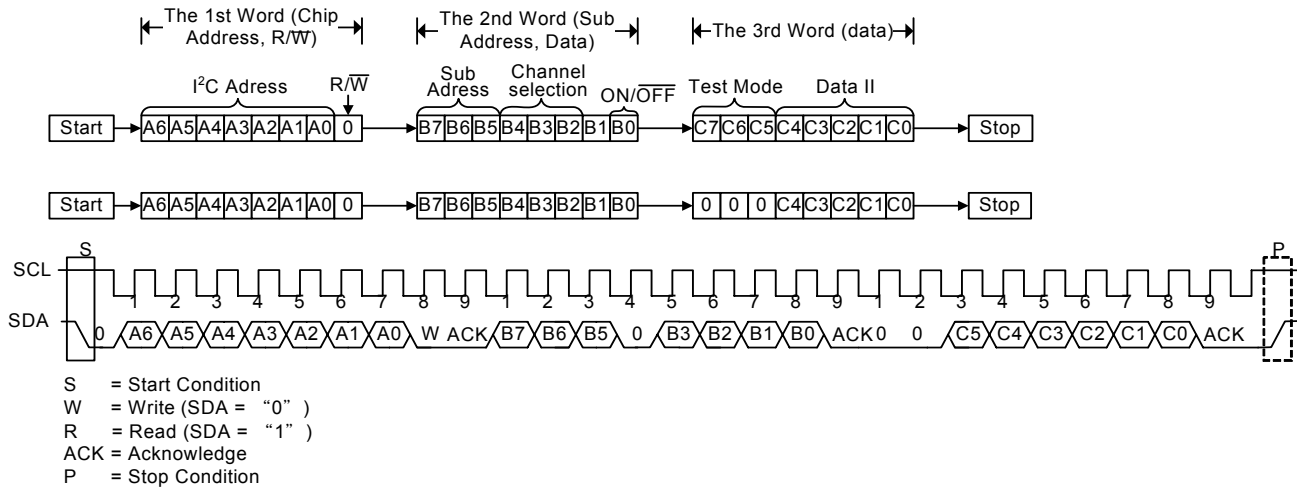 The 1st Word (Chip Address, R/W̅)
The 2nd Word (Sub Address, Data)
The 3rd Word (data)
I²C Adress
R/W̅
Sub Adress
Channel selection
ON/O̅F̅F̅
Test Mode
Data II
Start A6 A5 A4 A3 A2 A1 A0 0 B7 B6 B5 B4 B3 B2 B1 B0 C7 C6 C5 C4 C3 C2 C1 C0 Stop
Start A6 A5 A4 A3 A2 A1 A0 0 B7 B6 B5 B4 B3 B2 B1 B0 0 0 0 C4 C3 C2 C1 C0 Stop
S P
SCL
1 2 3 4 5 6 7 8 9 1 2 3 4 5 6 7 8 9 1 2 3 4 5 6 7 8 9
SDA 0 A6 A5 A4 A3 A2 A1 A0 W ACK B7 B6 B5 0 B3 B2 B1 B0 ACK 0 0 C5 C4 C3 C2 C1 C0 ACK
S = Start Condition
W = Write (SDA = “0” )
R = Read (SDA = “1” )
ACK = Acknowledge
P = Stop Condition